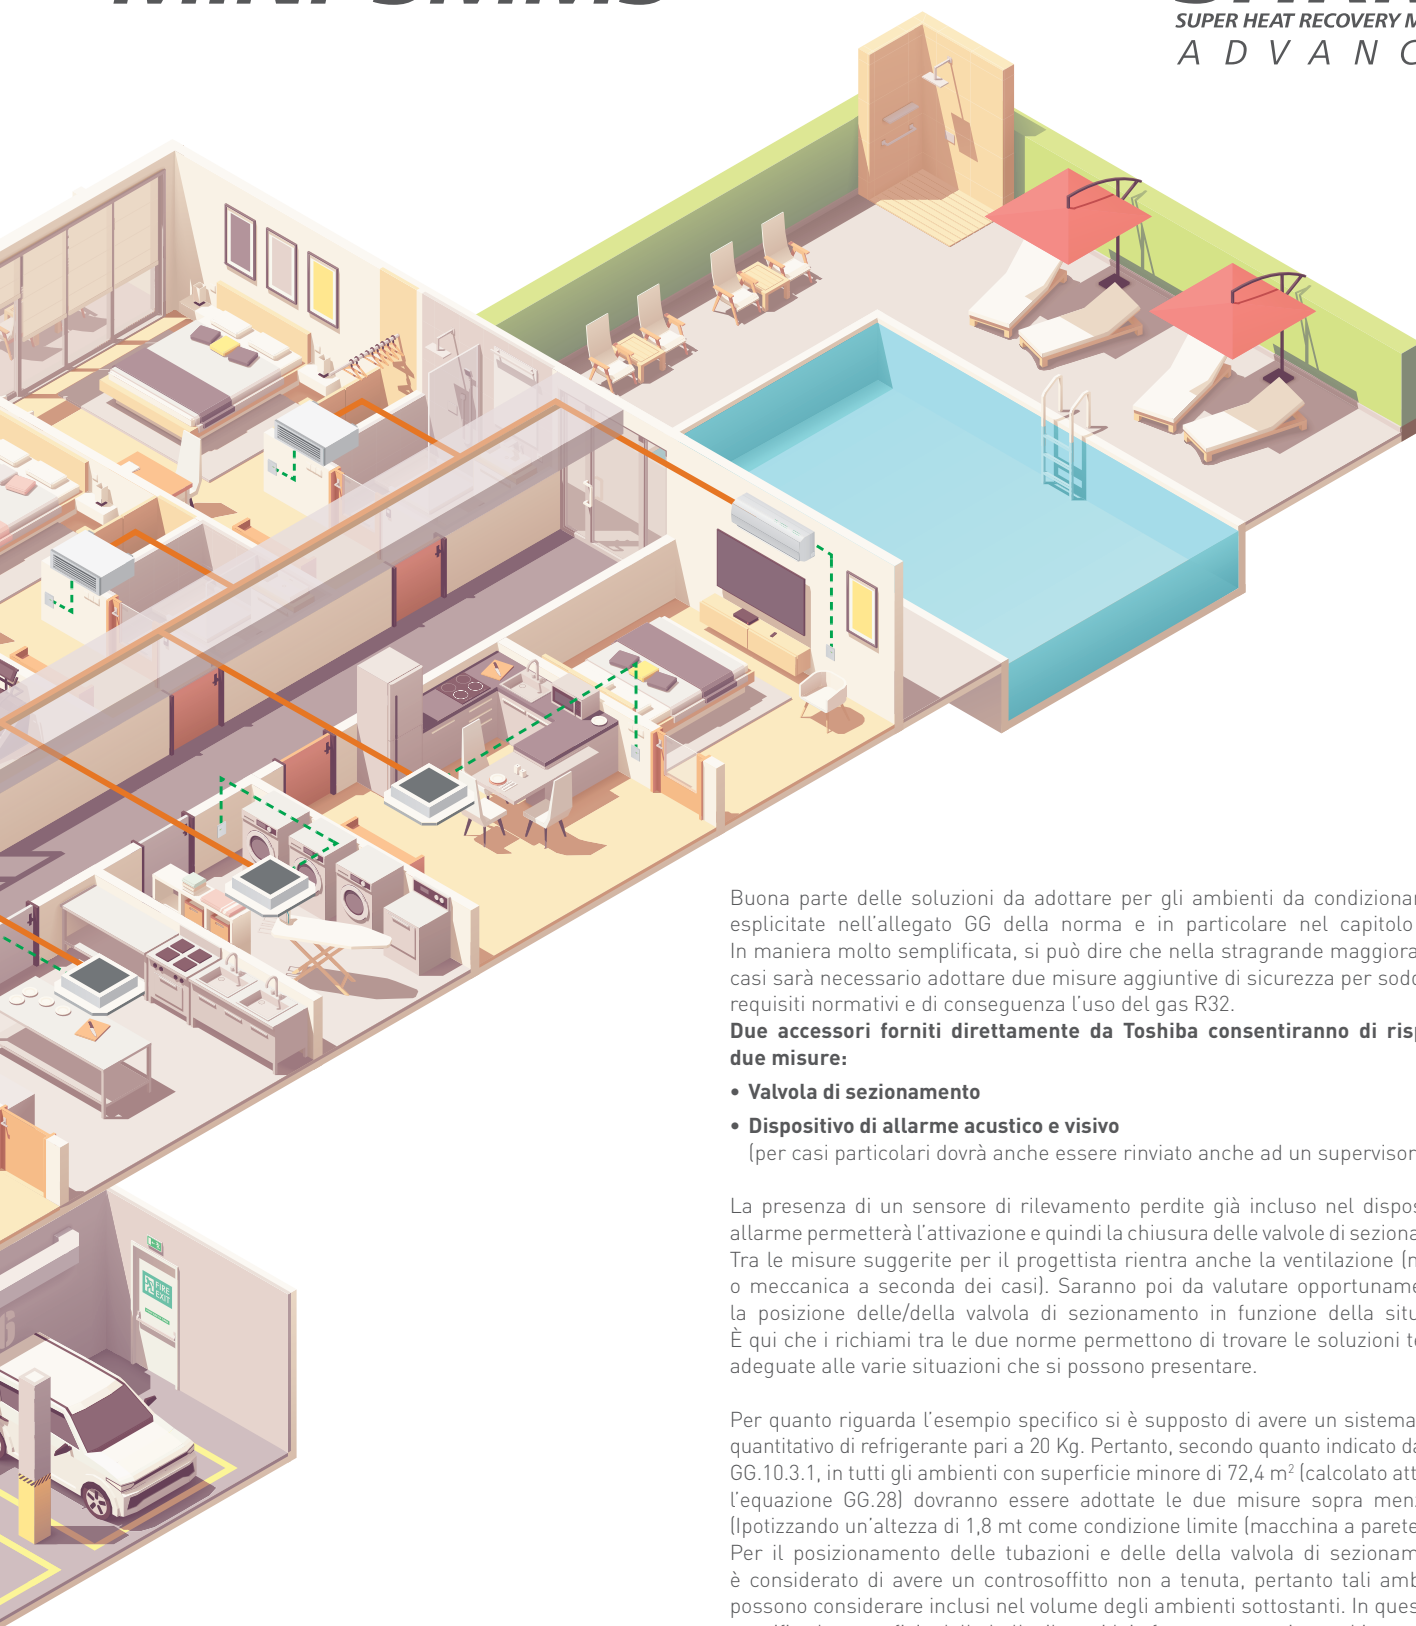 MINI SMMS
SUPER HEAT RECOVERY M
ADVANC
FIRE
EXIT
Buona parte delle soluzioni da adottare per gli ambienti da condizionar
esplicitate nell'allegato GG della norma e in particolare nel capitolo
In maniera molto semplificata, si può dire che nella stragrande maggiora
casi sarà necessario adottare due misure aggiuntive di sicurezza per sodd
requisiti normativi e di conseguenza l'uso del gas R32.
Due accessori forniti direttamente da Toshiba consentiranno di risp
due misure:
• Valvola di sezionamento
• Dispositivo di allarme acustico e visivo
(per casi particolari dovrà anche essere rinviato anche ad un supervisor
La presenza di un sensore di rilevamento perdite già incluso nel dispos
allarme permetterà l'attivazione e quindi la chiusura delle valvole di seziona
Tra le misure suggerite per il progettista rientra anche la ventilazione (n
o meccanica a seconda dei casi). Saranno poi da valutare opportuname
la posizione delle/della valvola di sezionamento in funzione della situ
È qui che i richiami tra le due norme permettono di trovare le soluzioni te
adeguate alle varie situazioni che si possono presentare.
Per quanto riguarda l'esempio specifico si è supposto di avere un sistema
quantitativo di refrigerante pari a 20 Kg. Pertanto, secondo quanto indicato da
GG.10.3.1, in tutti gli ambienti con superficie minore di 72,4 m² (calcolato att
l'equazione GG.28) dovranno essere adottate le due misure sopra menz
(Ipotizzando un'altezza di 1,8 mt come condizione limite (macchina a parete
Per il posizionamento delle tubazioni e delle della valvola di sezionam
è considerato di avere un controsoffitto non a tenuta, pertanto tali amb
possono considerare inclusi nel volume degli ambienti sottostanti. In ques